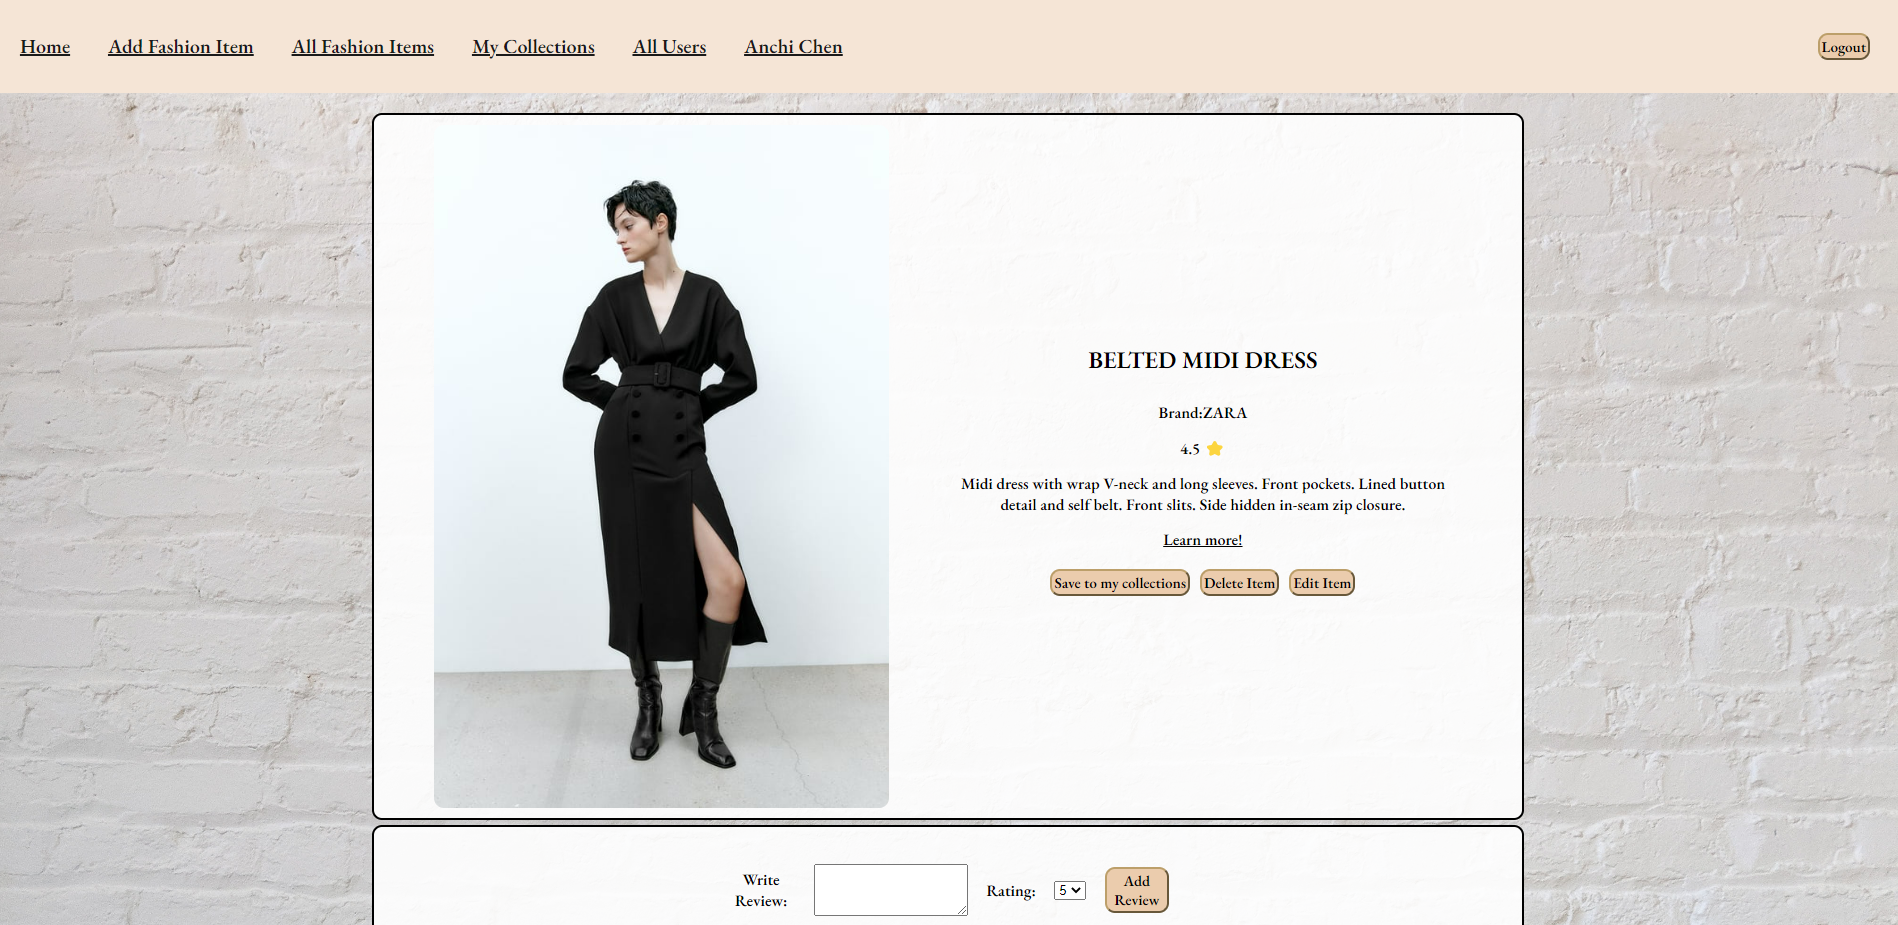 Home Add Fashion Item All Fashion Items My Collections All Users Anchi Chen Logout
BELTED MIDI DRESS
Brand:ZARA
4.5
Midi dress with wrap V-neck and long sleeves. Front pockets. Lined button
detail and self belt. Front slits. Side hidden in-seam zip closure.
Learn more!
Save to my collections Delete Item Edit Item
Write
Review:
Rating: 5
Add
Review